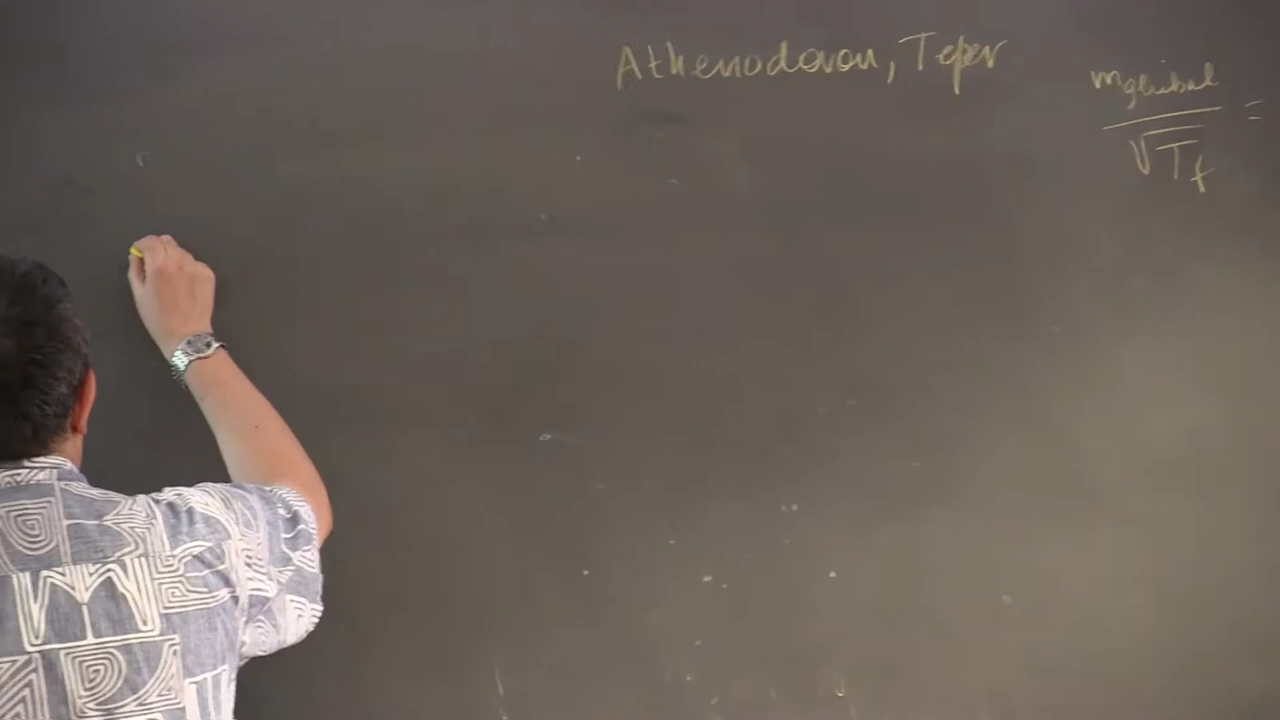 Athenodorou, Teper
m_glueball / √T_f =